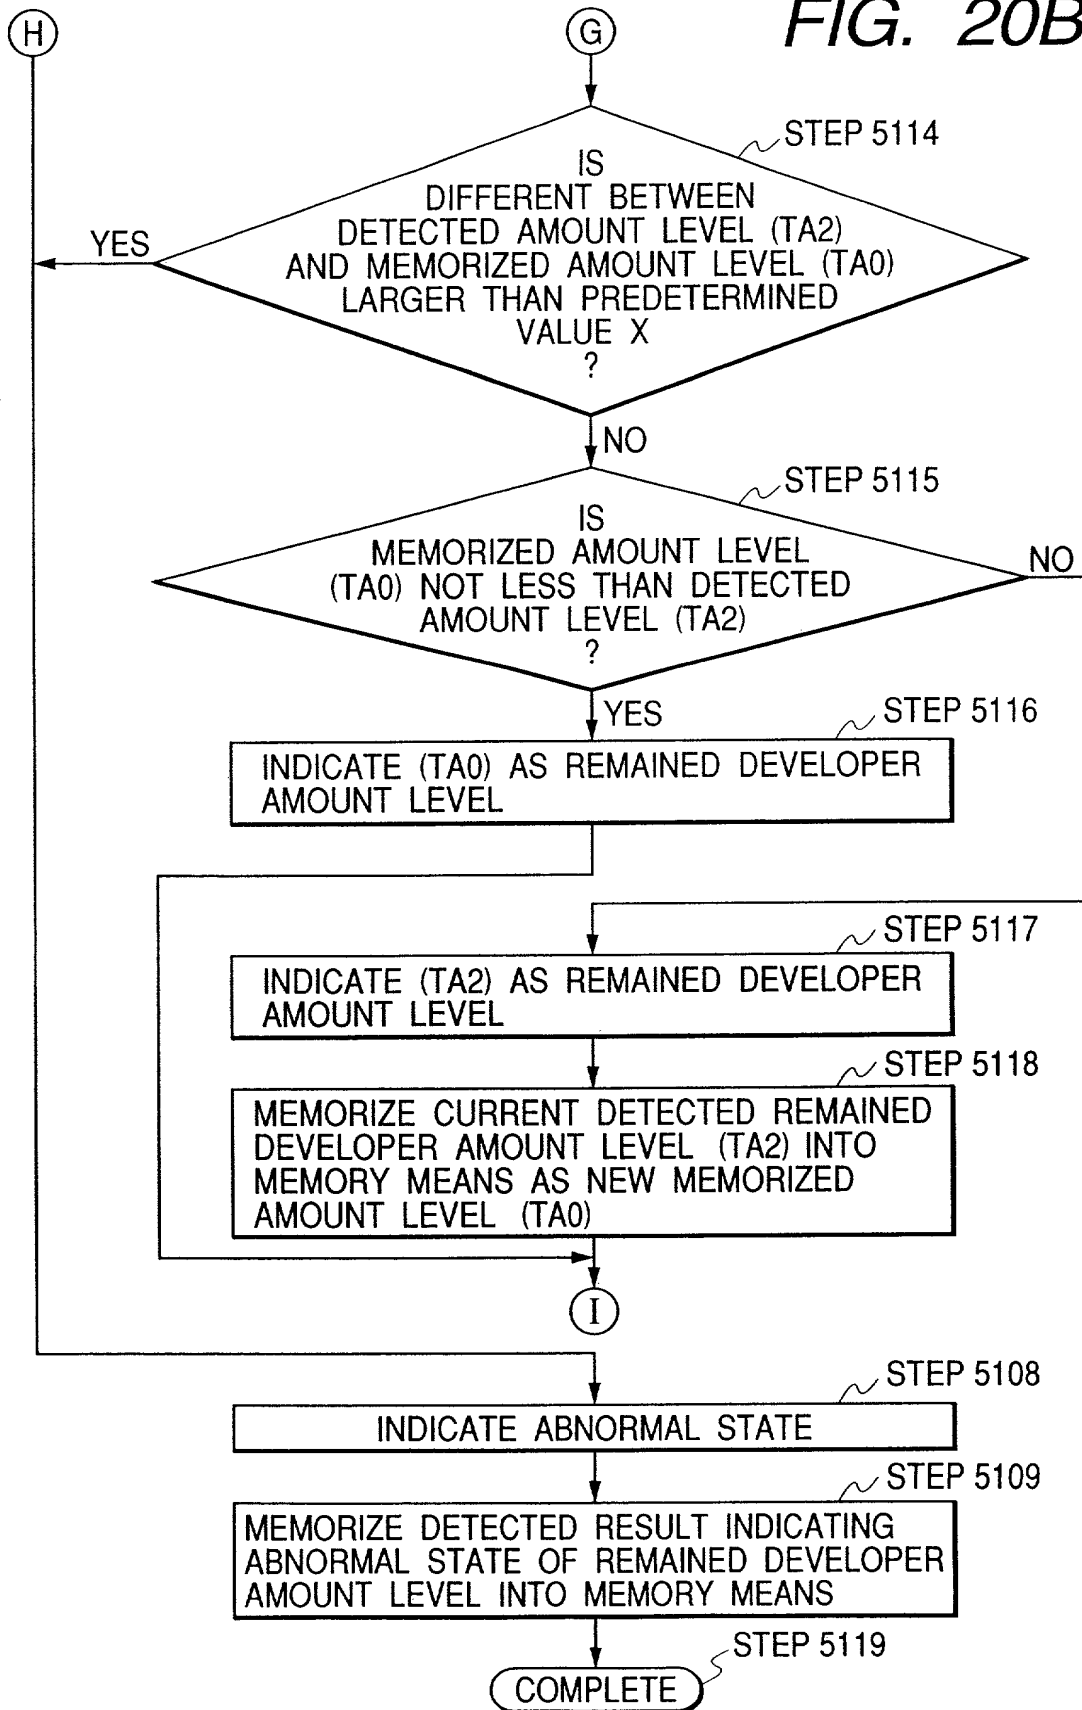 H
G
FIG. 20B
STEP 5114
IS
DIFFERENT BETWEEN
DETECTED AMOUNT LEVEL (TA2)
AND MEMORIZED AMOUNT LEVEL (TA0)
LARGER THAN PREDETERMINED
VALUE X
?
YES
NO
STEP 5115
IS
MEMORIZED AMOUNT LEVEL
(TA0) NOT LESS THAN DETECTED
AMOUNT LEVEL (TA2)
?
NO
YES
STEP 5116
INDICATE (TA0) AS REMAINED DEVELOPER
AMOUNT LEVEL
STEP 5117
INDICATE (TA2) AS REMAINED DEVELOPER
AMOUNT LEVEL
STEP 5118
MEMORIZE CURRENT DETECTED REMAINED
DEVELOPER AMOUNT LEVEL (TA2) INTO
MEMORY MEANS AS NEW MEMORIZED
AMOUNT LEVEL (TA0)
I
STEP 5108
INDICATE ABNORMAL STATE
STEP 5109
MEMORIZE DETECTED RESULT INDICATING
ABNORMAL STATE OF REMAINED DEVELOPER
AMOUNT LEVEL INTO MEMORY MEANS
STEP 5119
COMPLETE